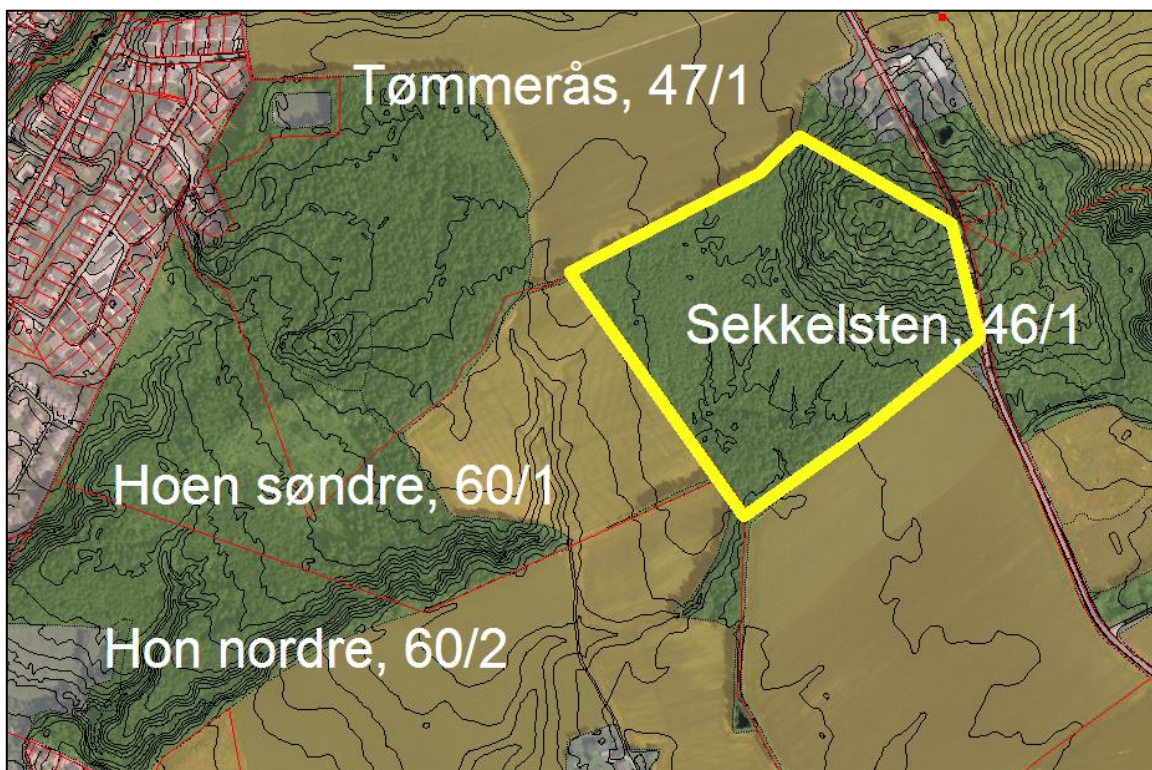 Tømmerås, 47/1
Sekkelsten, 46/1
Hoen søndre, 60/1
Hon nordre, 60/2